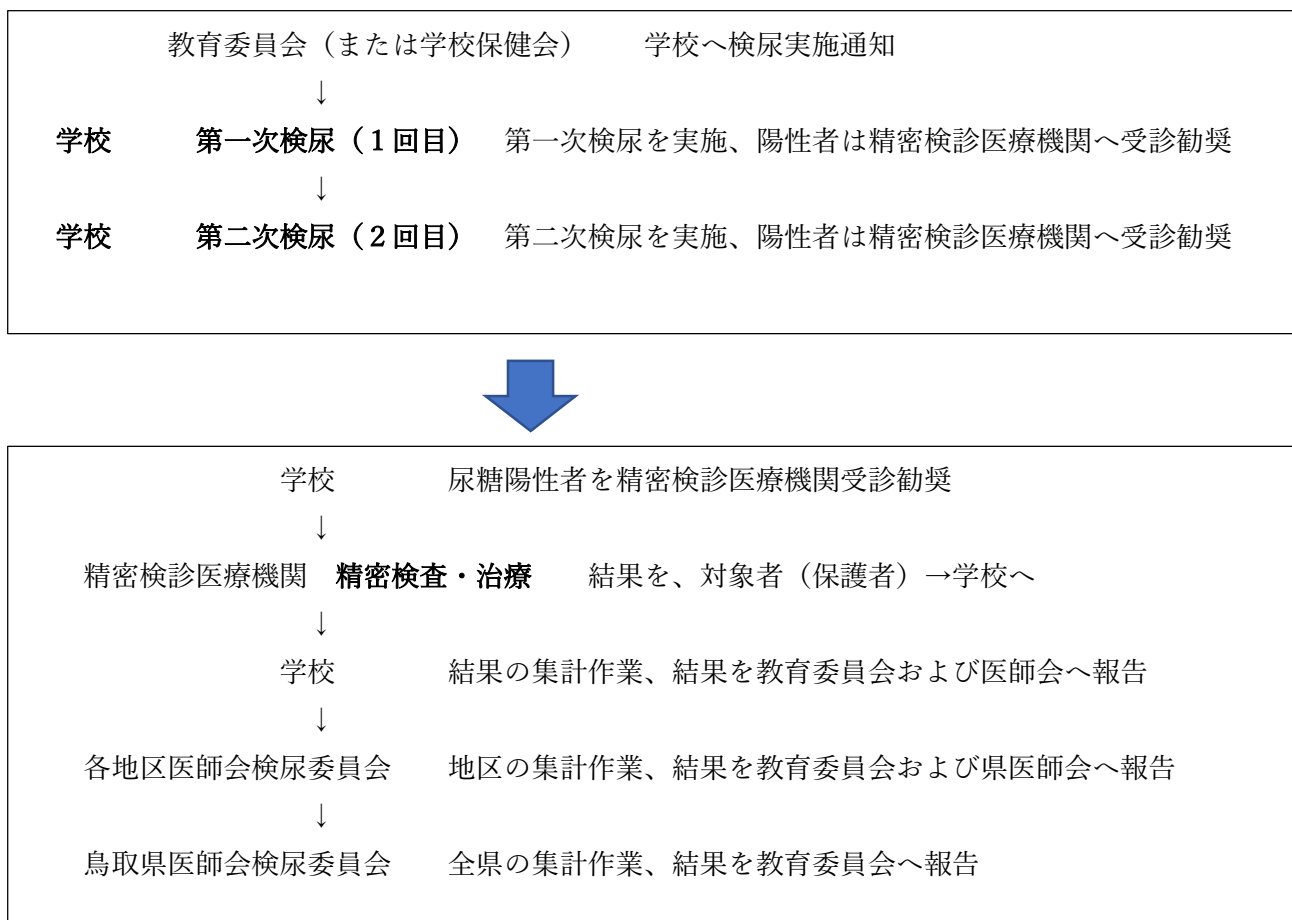 教育委員会（または学校保健会）　　学校へ検尿実施通知
↓
学校　　　第一次検尿（１回目）　第一次検尿を実施、陽性者は精密検診医療機関へ受診勧奨
↓
学校　　　第二次検尿（２回目）　第二次検尿を実施、陽性者は精密検診医療機関へ受診勧奨
学校　　　　尿糖陽性者を精密検診医療機関受診勧奨
↓
精密検診医療機関　精密検査・治療　　結果を、対象者（保護者）→学校へ
↓
学校　　　　結果の集計作業、結果を教育委員会および医師会へ報告
↓
各地区医師会検尿委員会　　地区の集計作業、結果を教育委員会および県医師会へ報告
↓
鳥取県医師会検尿委員会　　全県の集計作業、結果を教育委員会へ報告